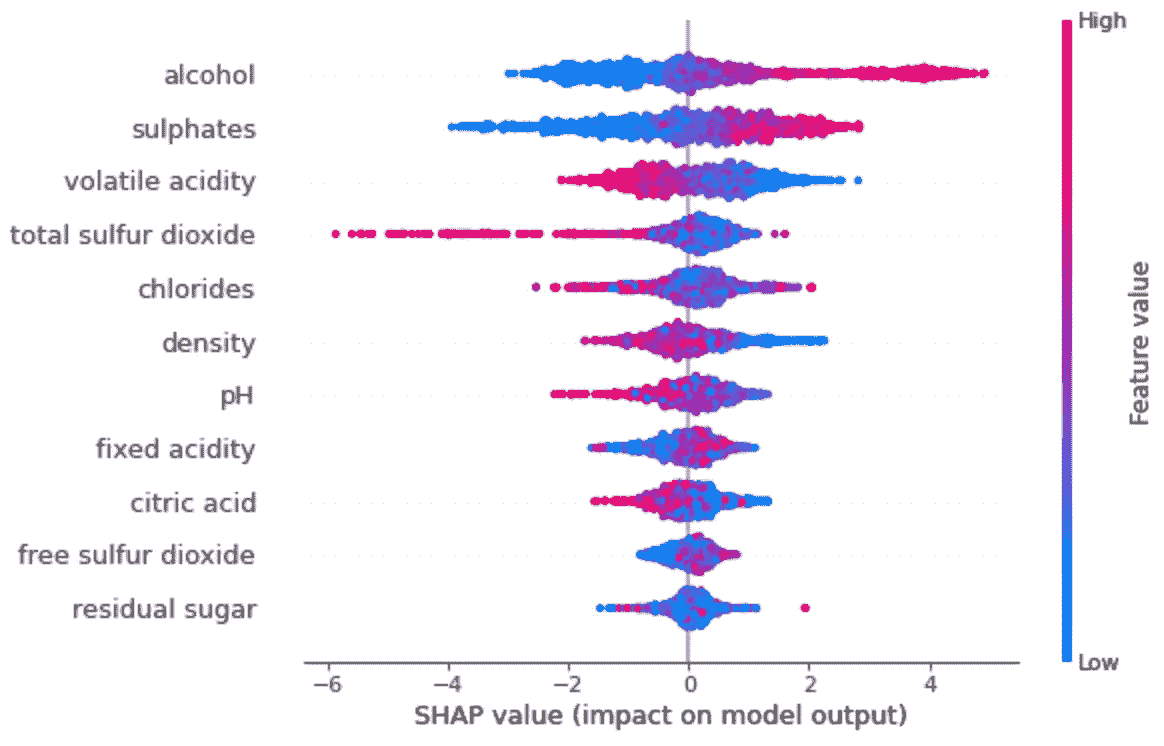 High
alcohol
sulphates
volatile acidity
total sulfur dioxide
chlorides
density
pH
fixed acidity
citric acid
free sulfur dioxide
residual sugar
Feature value
Low
−6 −4 −2 0 2 4
SHAP value (impact on model output)